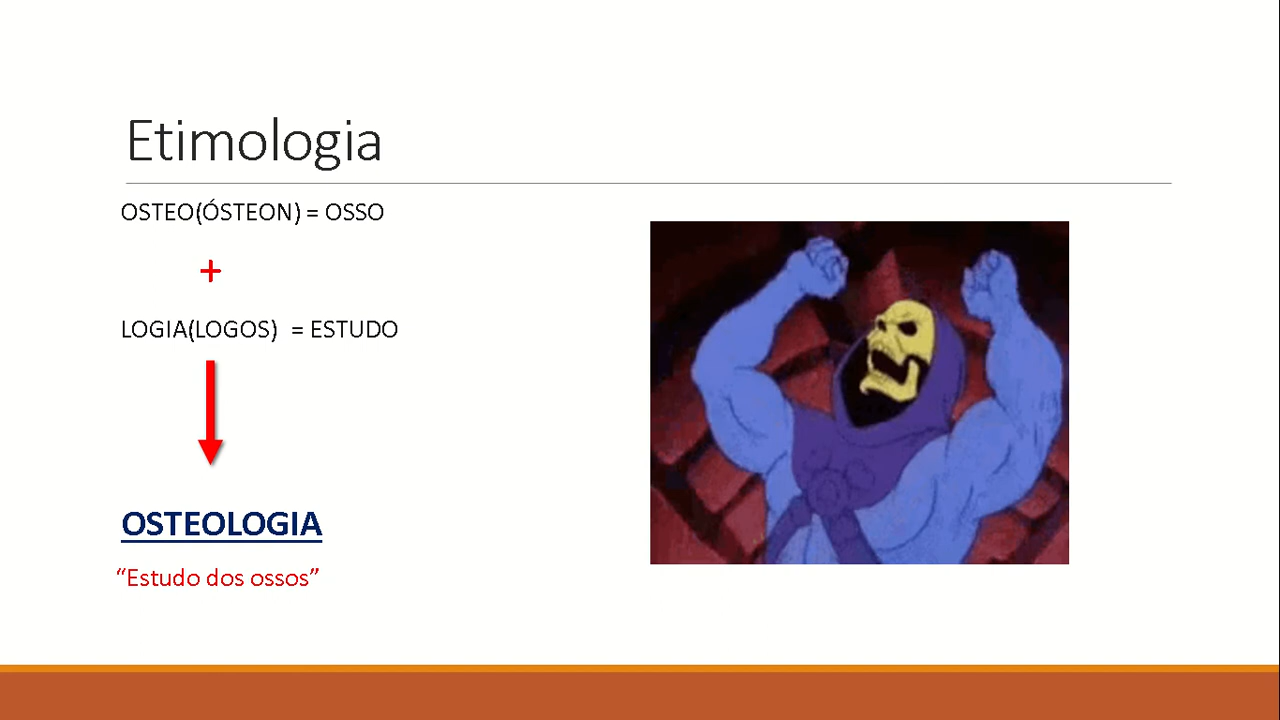 Etimologia
OSTEO(ÓSTEON) = OSSO
+
LOGIA(LOGOS) = ESTUDO
OSTEOLOGIA
“Estudo dos ossos”